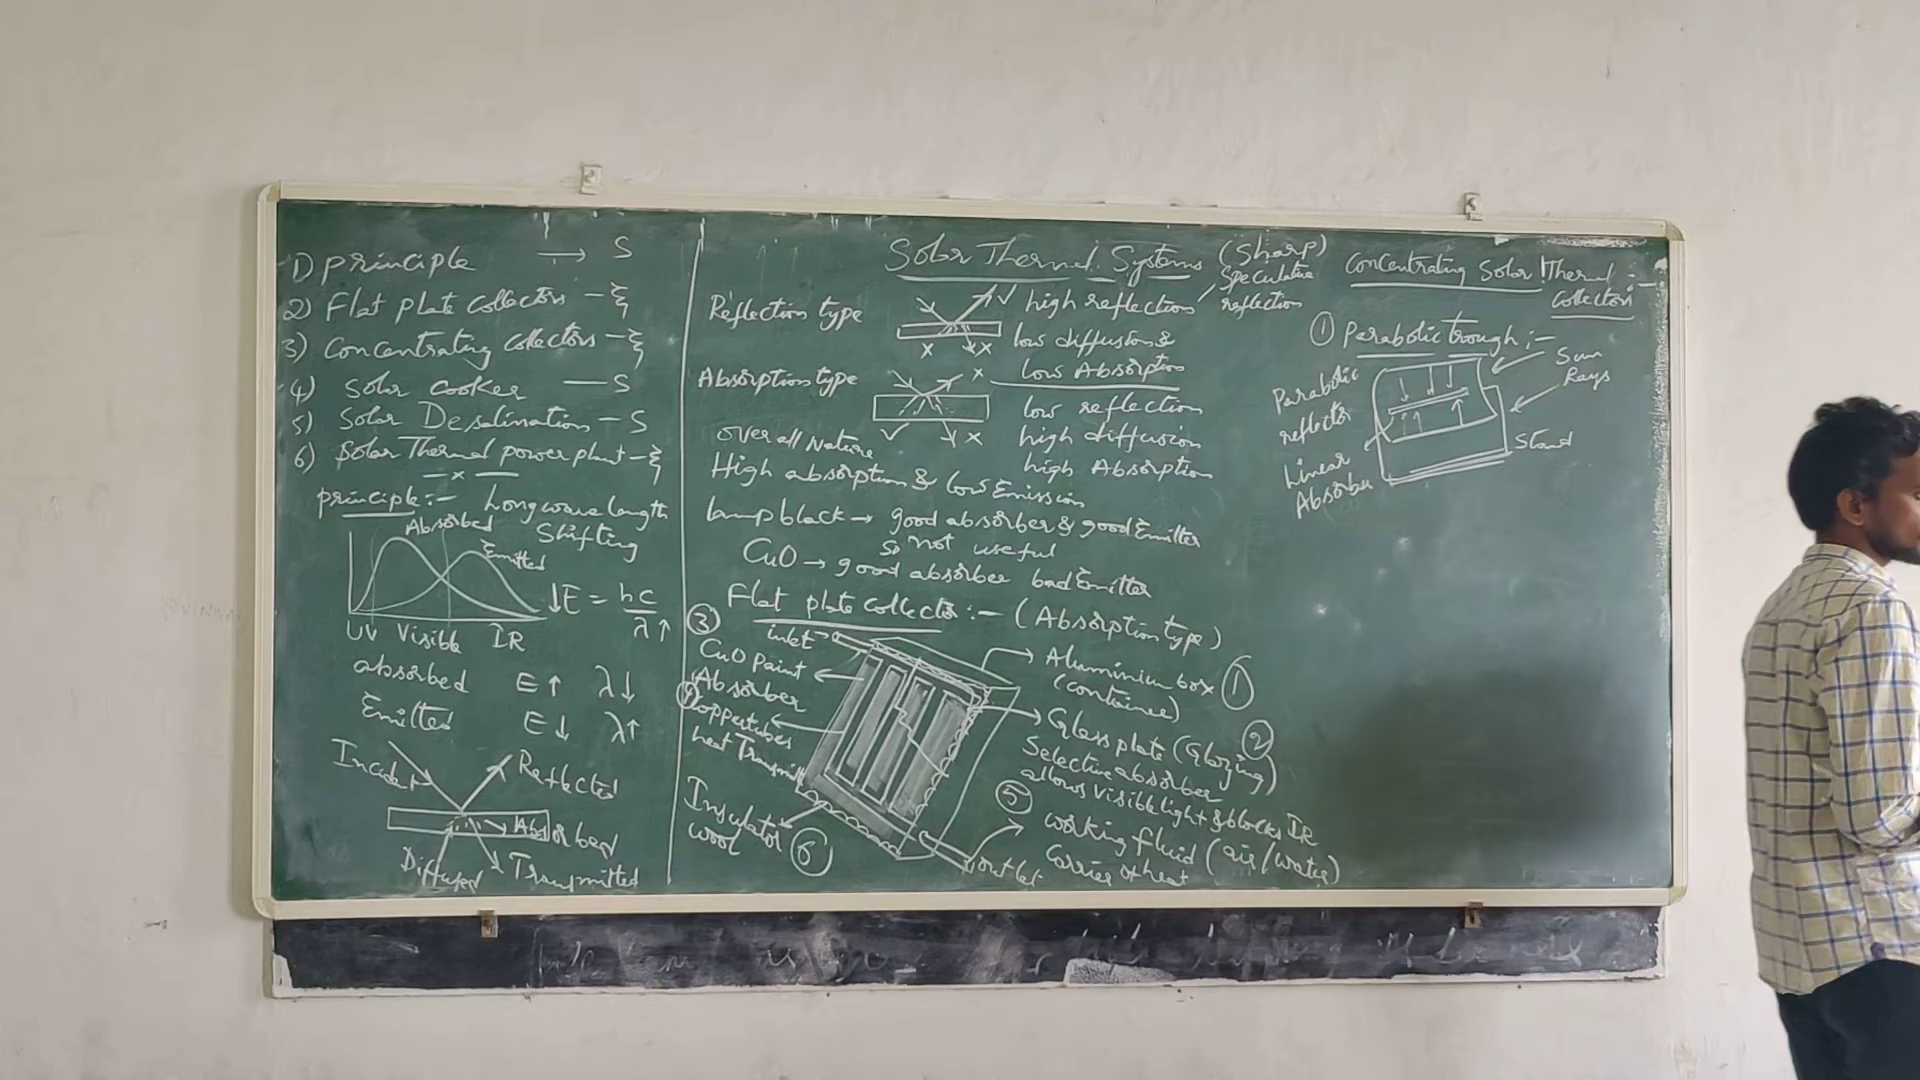 1) principle → S
2) Flat plate collectors - ξ
3) Concentrating collectors - ξ
4) Solar cooker — S
5) Solar Desalination - S
6) Solar Thermal power plant - ξ
— x —
principle :- Long wave length
Shifting
Absorbed
Emitted
UV Visible IR
↓E = hc
λ ↑
absorbed E ↑ λ ↓
Emitted E ↓ λ ↑
Incident
Reflected
Absorbed
Diffused
Transmitted
Solar Thermal Systems
Reflection type
✓ high reflection
(Sharp)
Speculative
reflection
low diffusion &
low Absorption
x x
Absorption type
x
✓ x
low reflection
high diffusion
high Absorption
over all Nature
High absorption & low Emission
lamp black → good absorber & good Emitter
so not useful
CuO → good absorber bad Emitter
Flat plate collector :- (Absorption type)
inlet
③
CuO paint
Absorber
④
Copper tubes
heat
Insulator
wool ⑥
Aluminium box ①
(container)
Glass plate (Glazing) ②
Selective absorber
allows visible light & blocks IR
⑤
working fluid (air/water)
Carries of heat
outlet
Concentrating Solar Thermal
Collectors :-
① Parabolic trough :-
Sun
Rays
Parabolic
reflector
Linear
Absorber
Stand